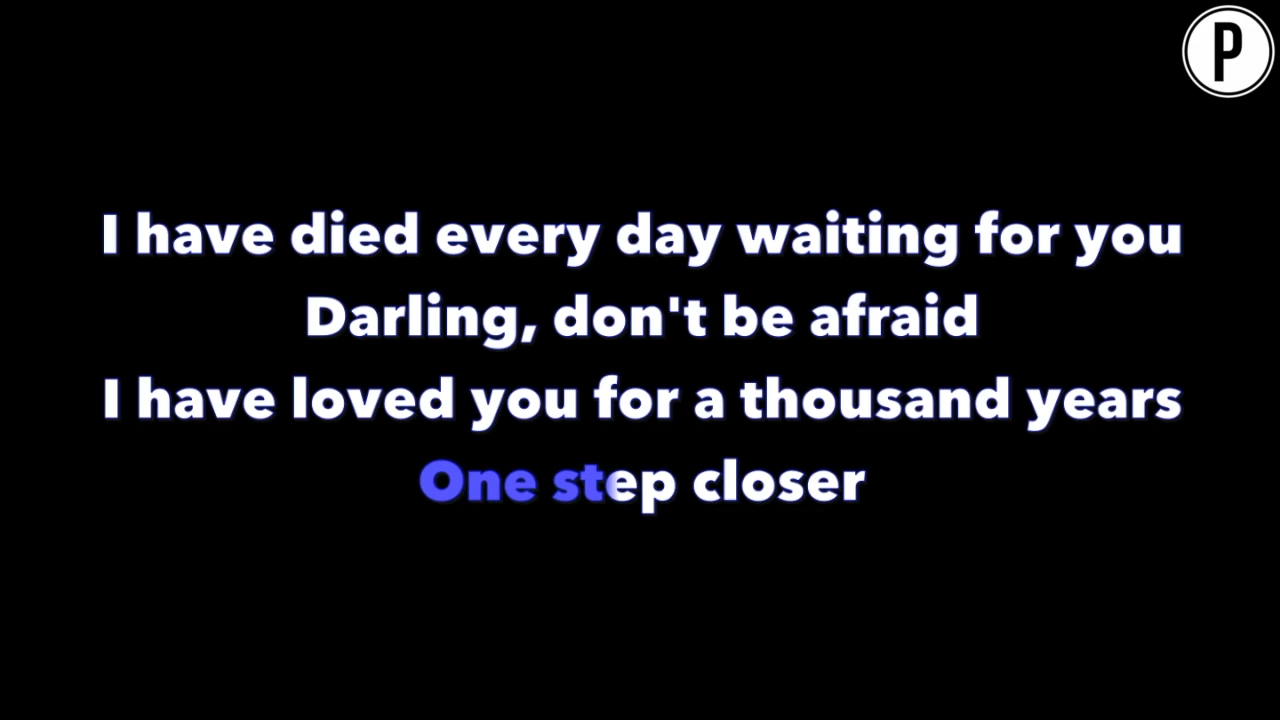 P
I have died every day waiting for you
Darling, don't be afraid
I have loved you for a thousand years
One step closer